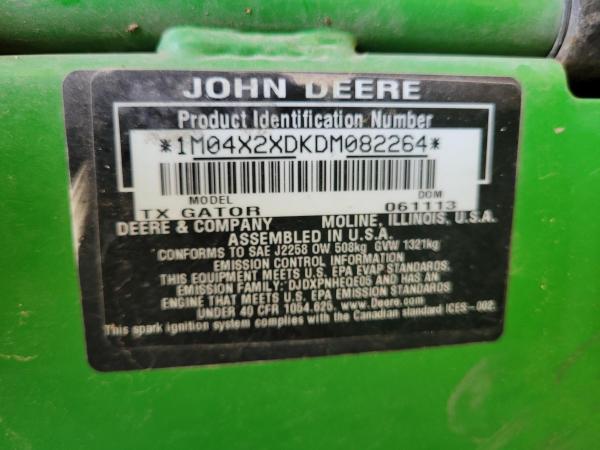 JOHN DEERE
Product Identification Number
*1M04X2XDKDM082264*
MODEL DOM
TX GATOR 061113
DEERE & COMPANY MOLINE, ILLINOIS, U.S.A.
ASSEMBLED IN U.S.A.
CONFORMS TO SAE J2258 OW 508kg GVW 1321kg
EMISSION CONTROL INFORMATION
THIS EQUIPMENT MEETS U.S. EPA EVAP STANDARDS.
EMISSION FAMILY: DJDXPNHEQE05 AND HAS AN
ENGINE THAT MEETS U.S. EPA EMISSION STANDARDS
UNDER 40 CFR 1054.625. www.Deere.com
This spark ignition system complies with the Canadian standard ICES-002